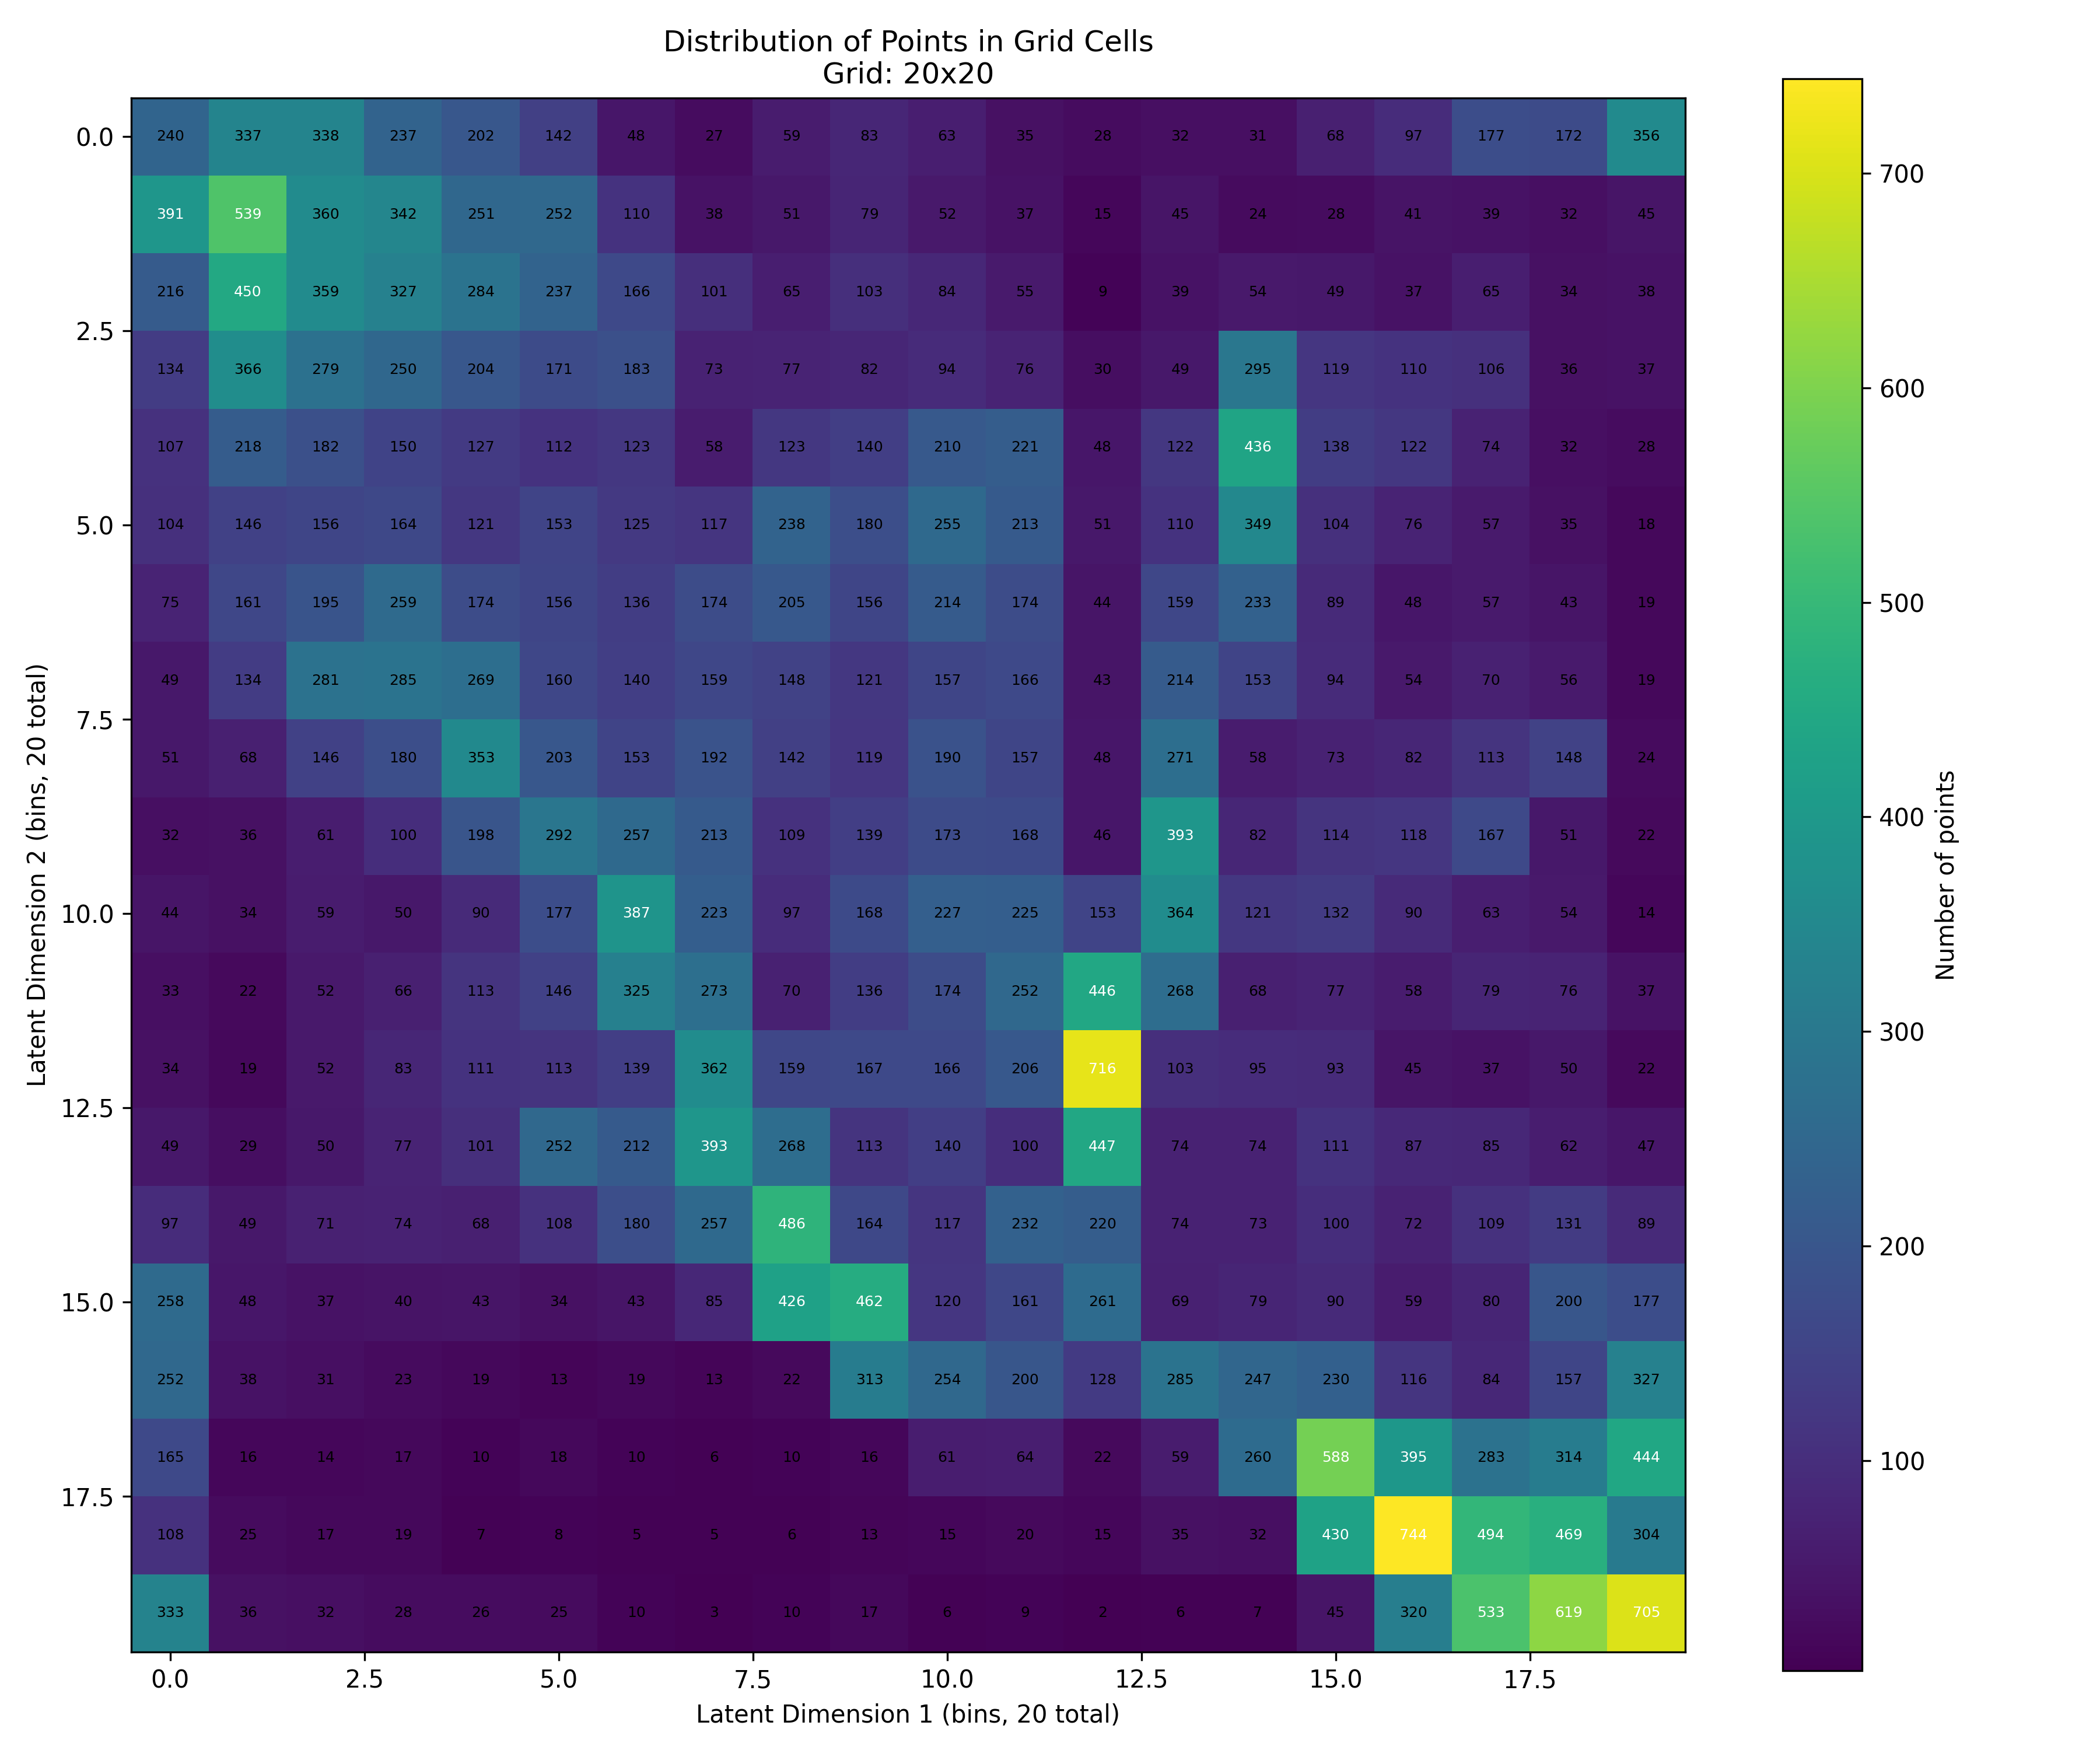 Distribution of Points in Grid Cells
Grid: 20x20
0.0 240 337 338 237 202 142 48 27 59 83 63 35 28 32 31 68 97 177 172 356
391 539 360 342 251 252 110 38 51 79 52 37 15 45 24 28 41 39 32 45
216 450 359 327 284 237 166 101 65 103 84 55 9 39 54 49 37 65 34 38
2.5
134 366 279 250 204 171 183 73 77 82 94 76 30 49 295 119 110 106 36 37
107 218 182 150 127 112 123 58 123 140 210 221 48 122 436 138 122 74 32 28
5.0 104 146 156 164 121 153 125 117 238 180 255 213 51 110 349 104 76 57 35 18
75 161 195 259 174 156 136 174 205 156 214 174 44 159 233 89 48 57 43 19
49 134 281 285 269 160 140 159 148 121 157 166 43 214 153 94 54 70 56 19
7.5
51 68 146 180 353 203 153 192 142 119 190 157 48 271 58 73 82 113 148 24
32 36 61 100 198 292 257 213 109 139 173 168 46 393 82 114 118 167 51 22
10.0 44 34 59 50 90 177 387 223 97 168 227 225 153 364 121 132 90 63 54 14
33 22 52 66 113 146 325 273 70 136 174 252 446 268 68 77 58 79 76 37
34 19 52 83 111 113 139 362 159 167 166 206 716 103 95 93 45 37 50 22
12.5
49 29 50 77 101 252 212 393 268 113 140 100 447 74 74 111 87 85 62 47
97 49 71 74 68 108 180 257 486 164 117 232 220 74 73 100 72 109 131 89
15.0 258 48 37 40 43 34 43 85 426 462 120 161 261 69 79 90 59 80 200 177
252 38 31 23 19 13 19 13 22 313 254 200 128 285 247 230 116 84 157 327
165 16 14 17 10 18 10 6 10 16 61 64 22 59 260 588 395 283 314 444
17.5
108 25 17 19 7 8 5 5 6 13 15 20 15 35 32 430 744 494 469 304
333 36 32 28 26 25 10 3 10 17 6 9 2 6 7 45 320 533 619 705
0.0 2.5 5.0 7.5 10.0 12.5 15.0 17.5
Latent Dimension 1 (bins, 20 total)
Latent Dimension 2 (bins, 20 total)
700
600
500
400
300
200
100
Number of points